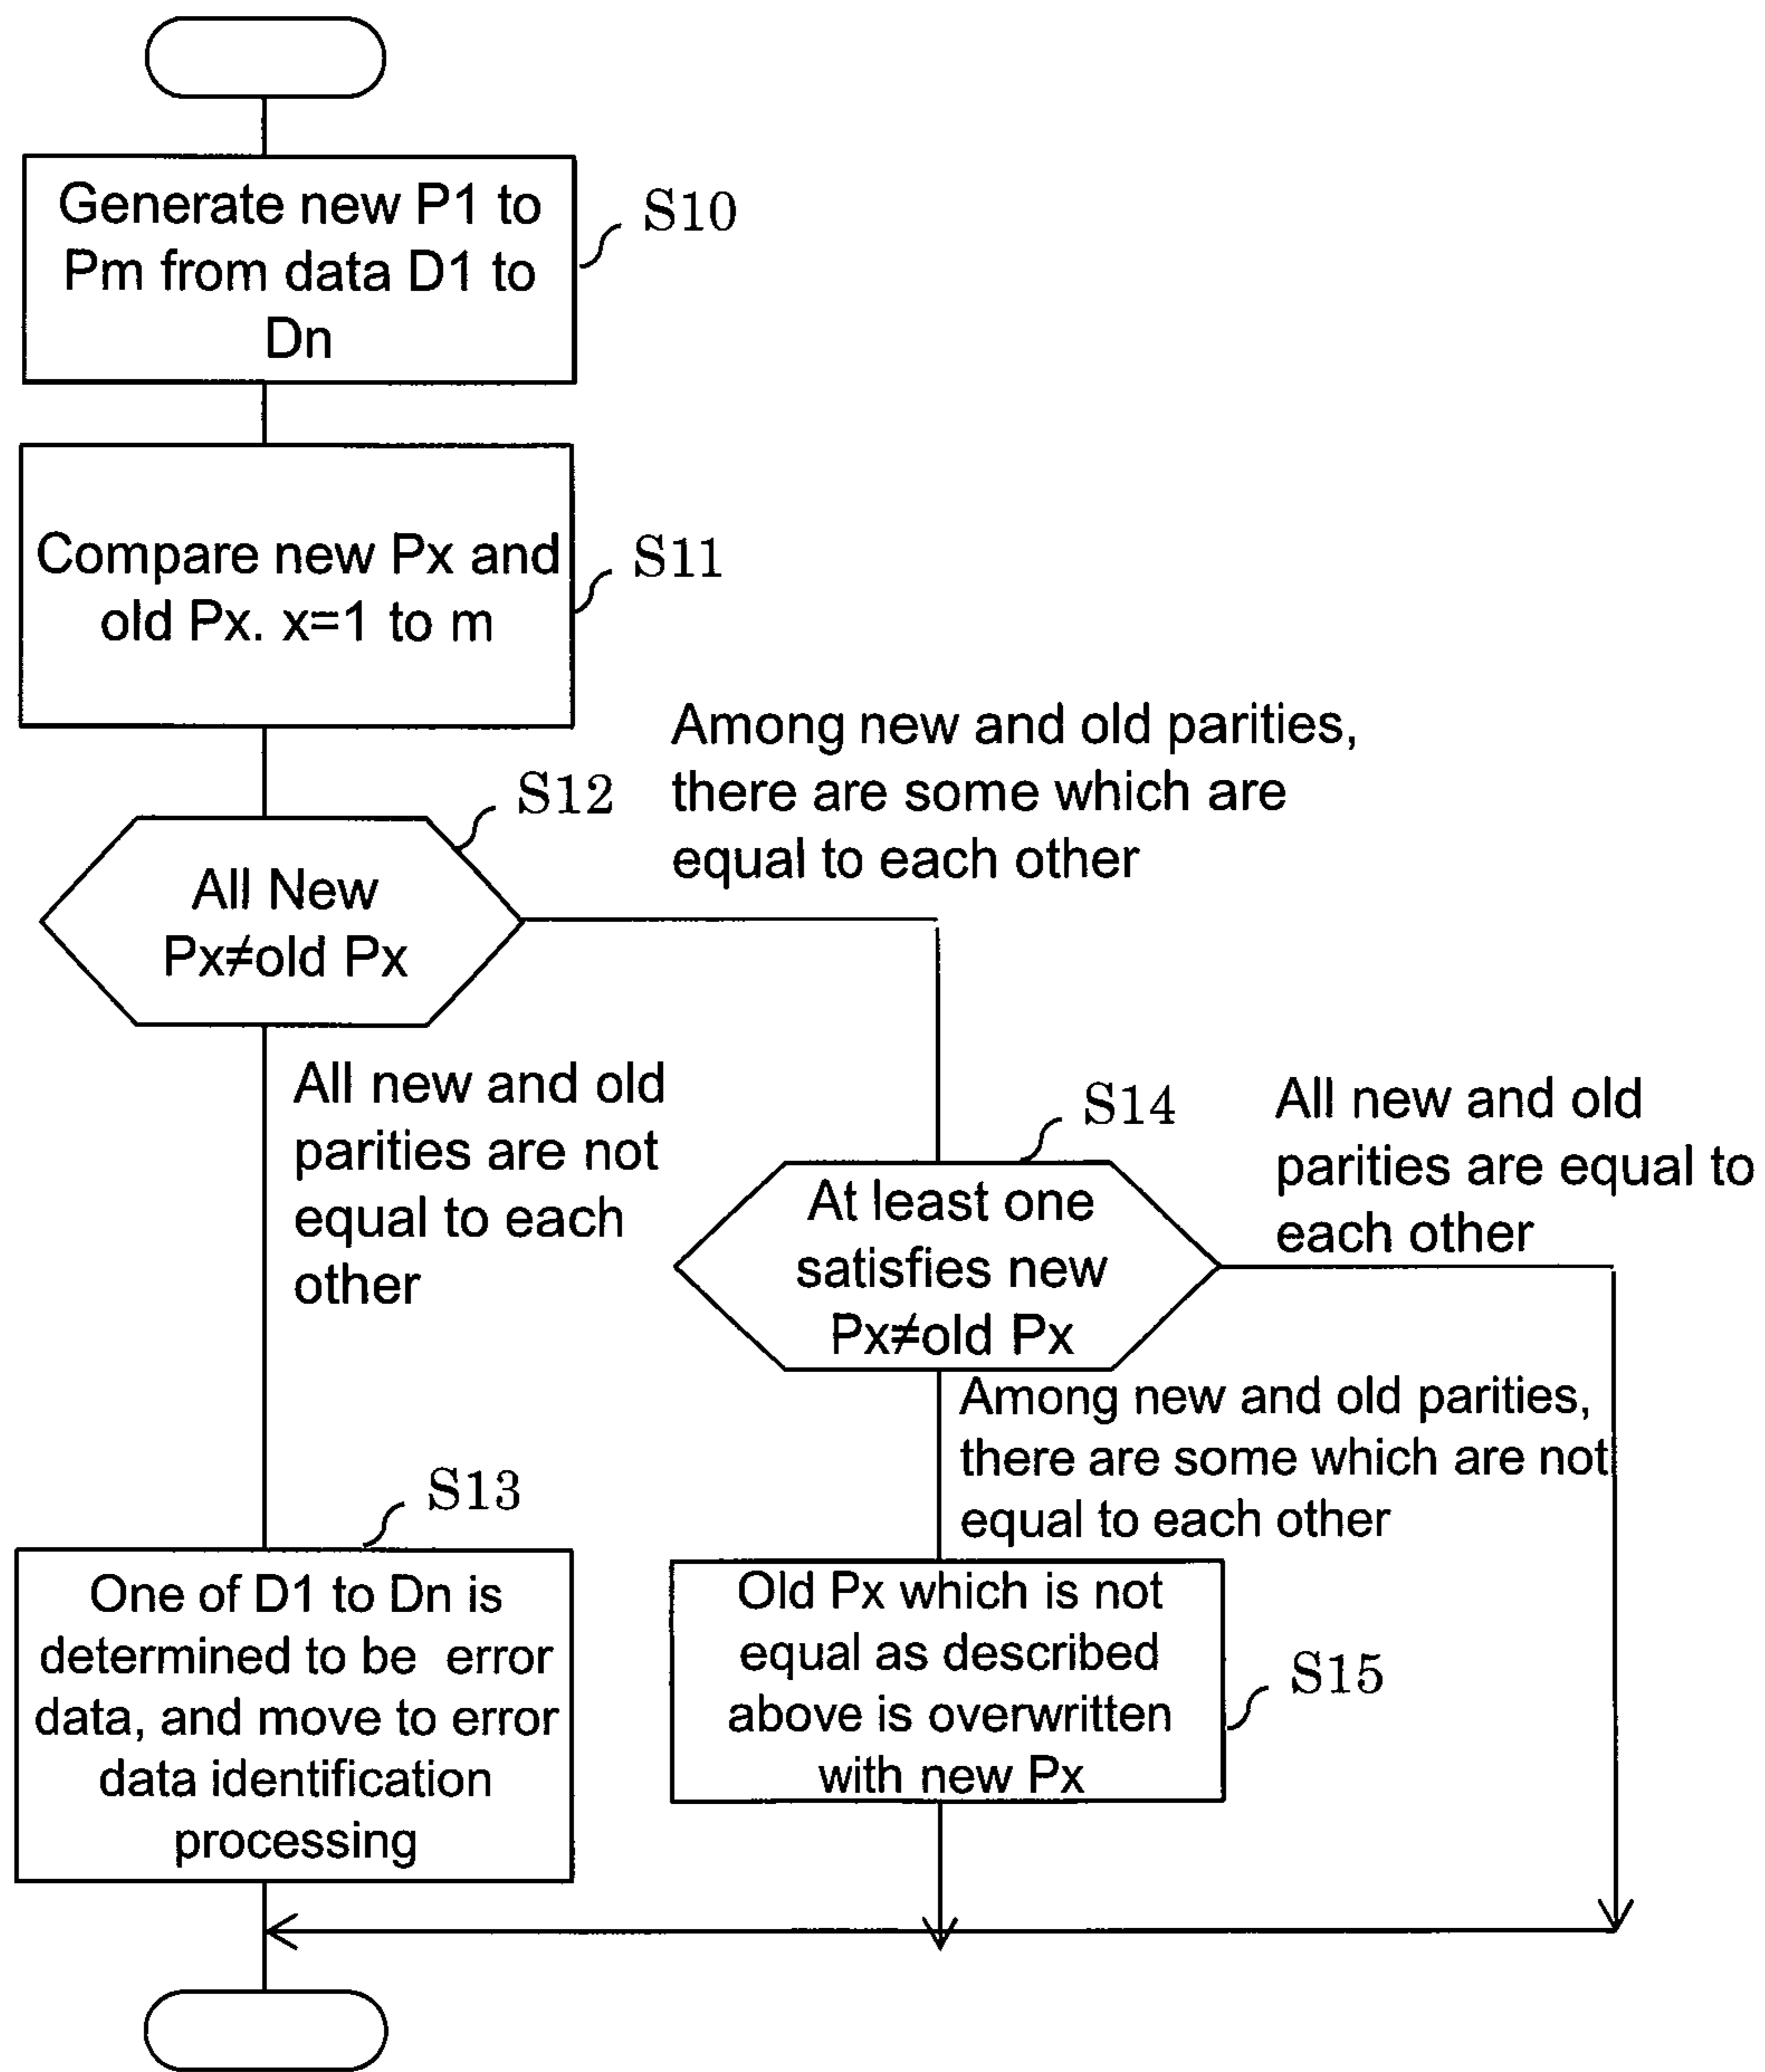 Generate new P1 to
Pm from data D1 to
Dn
S10
Compare new Px and
old Px. x=1 to m
S11
Among new and old parities,
there are some which are
equal to each other
S12
All New
Px≠old Px
All new and old
parities are not
equal to each
other
S14
All new and old
parities are equal to
each other
At least one
satisfies new
Px≠old Px
Among new and old parities,
there are some which are not
equal to each other
S13
One of D1 to Dn is
determined to be error
data, and move to error
data identification
processing
Old Px which is not
equal as described
above is overwritten
with new Px
S15